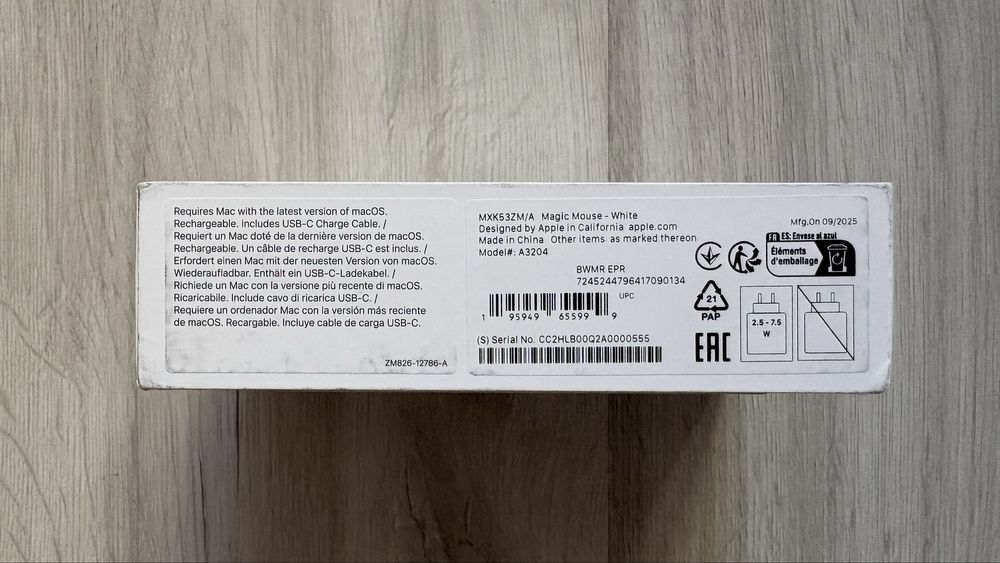 Requires Mac with the latest version of macOS.
Rechargeable. Includes USB-C Charge Cable. /
Requiert un Mac doté de la dernière version de macOS.
Rechargeable. Un câble de recharge USB-C est inclus. /
Erfordert einen Mac mit der neuesten Version von macOS.
Wiederaufladbar. Enthält ein USB-C-Ladekabel. /
Richiede un Mac con la versione più recente di macOS.
Ricaricabile. Include cavo di ricarica USB-C. /
Requiere un ordenador Mac con la versión más reciente
de macOS. Recargable. Incluye cable de carga USB-C.
ZM826-12786-A
MXK53ZM/A Magic Mouse - White
Designed by Apple in California apple.com
Made in China Other items as marked thereon
Model#: A3204
BWMR EPR
7245244796417090134
UPC
1 95949 65599 9
(S) Serial No. CC2HLB00Q2A0000555
Mfg.On 09/2025
FR ES: Envase al azul
Éléments
d'emballage
21
PAP
EAC
2.5 - 7.5
W